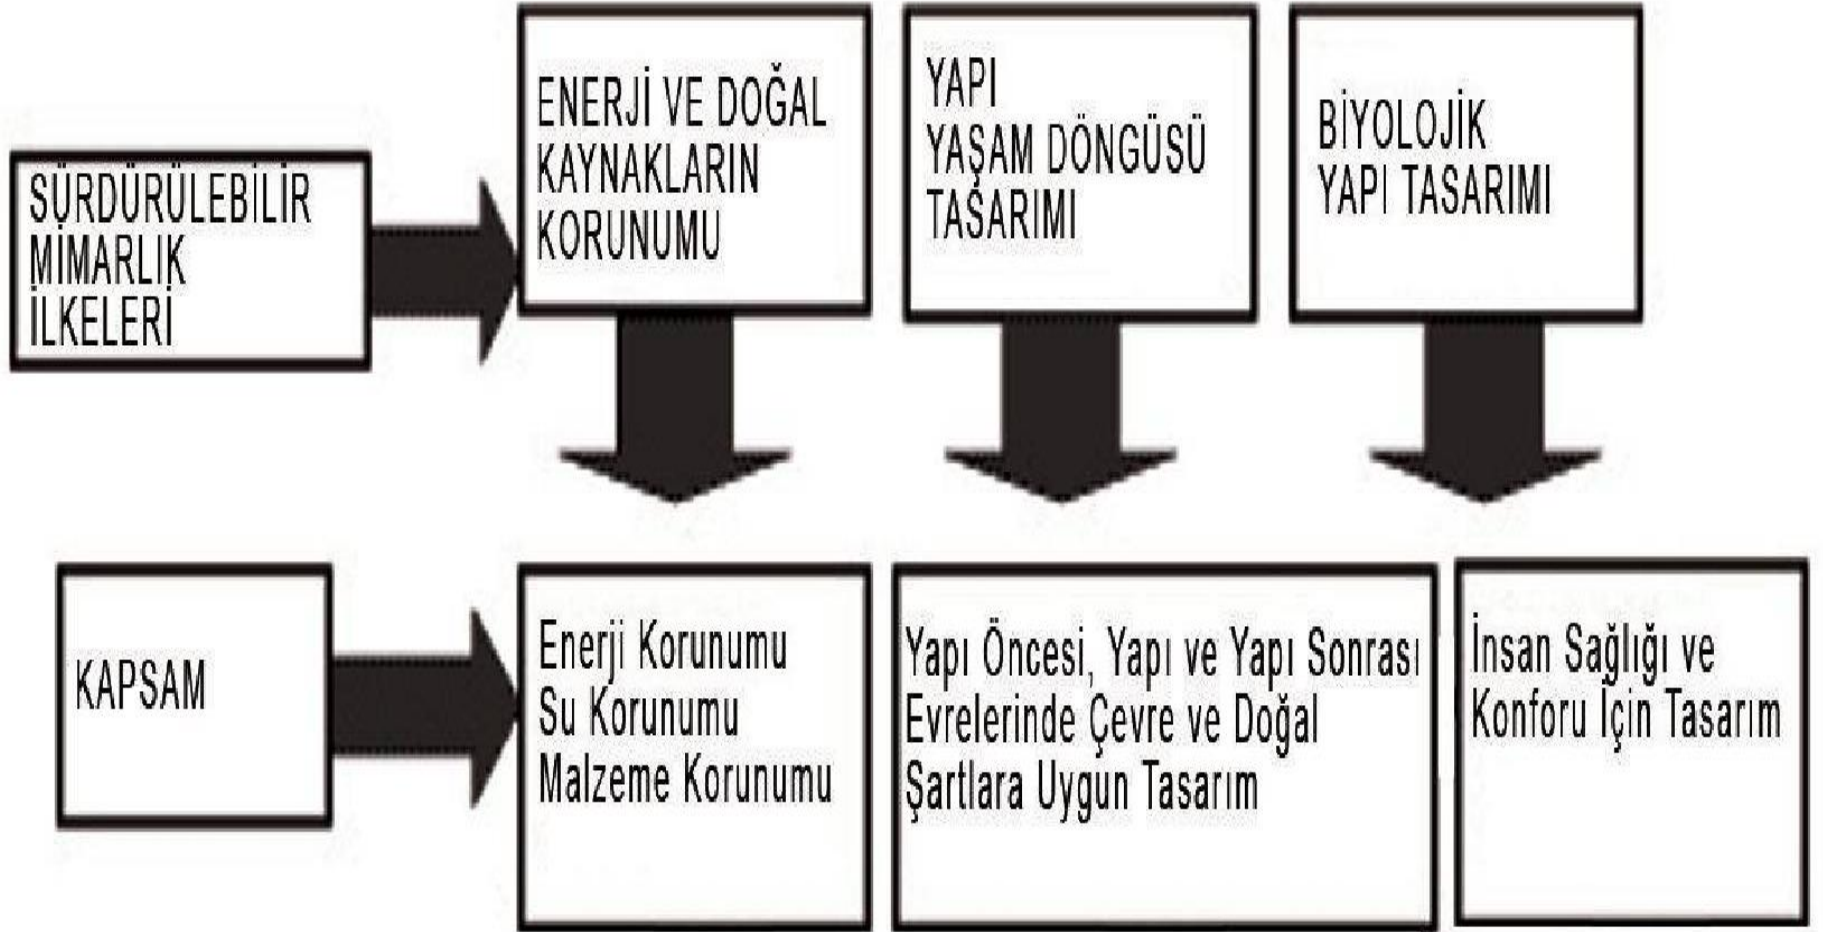 SÜRDÜRÜLEBİLİR
MİMARLIK
İLKELERİ
ENERJİ VE DOĞAL
KAYNAKLARIN
KORUNUMU
YAPI
YAŞAM DÖNGÜSÜ
TASARIMI
BİYOLOJİK
YAPI TASARIMI
KAPSAM
Enerji Korunumu
Su Korunumu
Malzeme Korunumu
Yapı Öncesi, Yapı ve Yapı Sonrası
Evrelerinde Çevre ve Doğal
Şartlara Uygun Tasarım
İnsan Sağlığı ve
Konforu İçin Tasarım